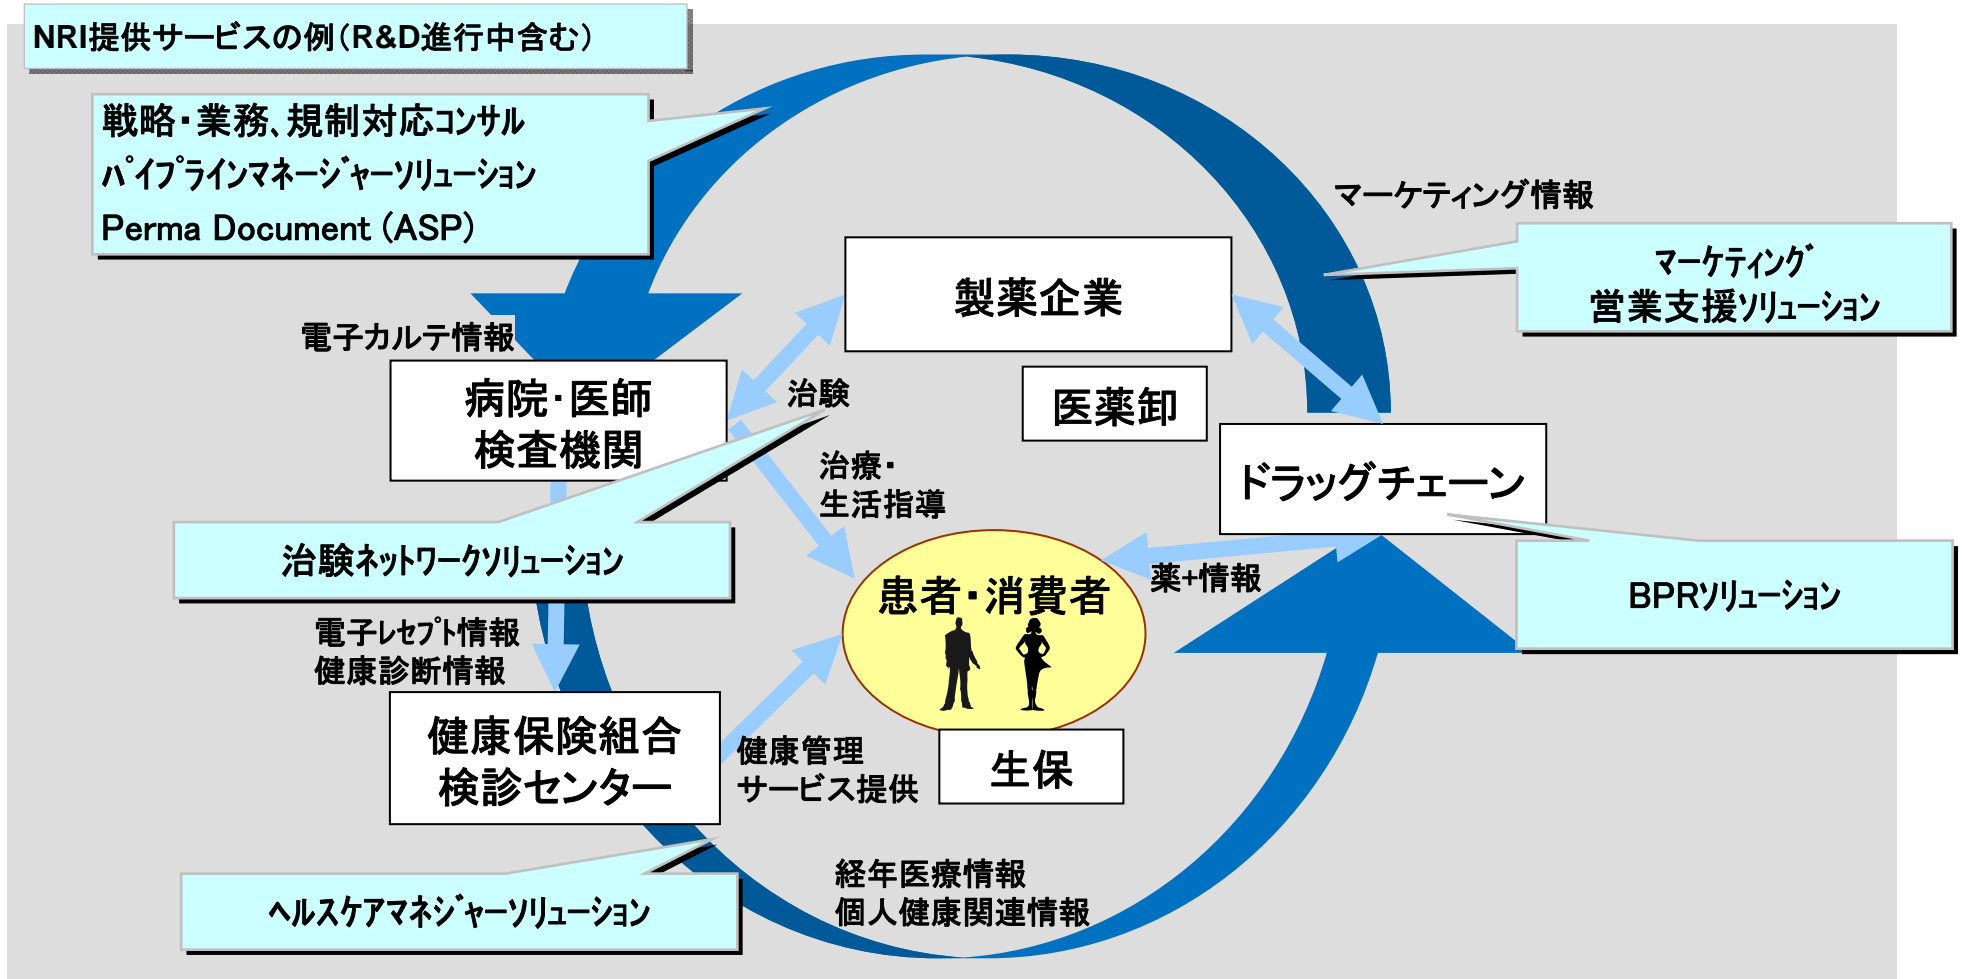 NRI提供サービスの例（R&D進行中含む）
戦略・業務、規制対応コンサル
ﾊﾟｲﾌﾟﾗｲﾝﾏﾈｰｼﾞｬｰｿﾘｭｰｼｮﾝ
Perma Document (ASP)
マーケティング情報
ﾏｰｹﾃｨﾝｸﾞ
営業支援ｿﾘｭｰｼｮﾝ
製薬企業
電子カルテ情報
病院・医師
検査機関
治験
医薬卸
治療・
生活指導
ドラッグチェーン
治験ﾈｯﾄﾜｰｸｿﾘｭｰｼｮﾝ
患者・消費者
薬+情報
BPRｿﾘｭｰｼｮﾝ
電子ﾚｾﾌﾟﾄ情報
健康診断情報
健康保険組合
検診センター
健康管理
サービス提供
生保
経年医療情報
個人健康関連情報
ﾍﾙｽｹｱﾏﾈｼﾞｬｰｿﾘｭｰｼｮﾝ